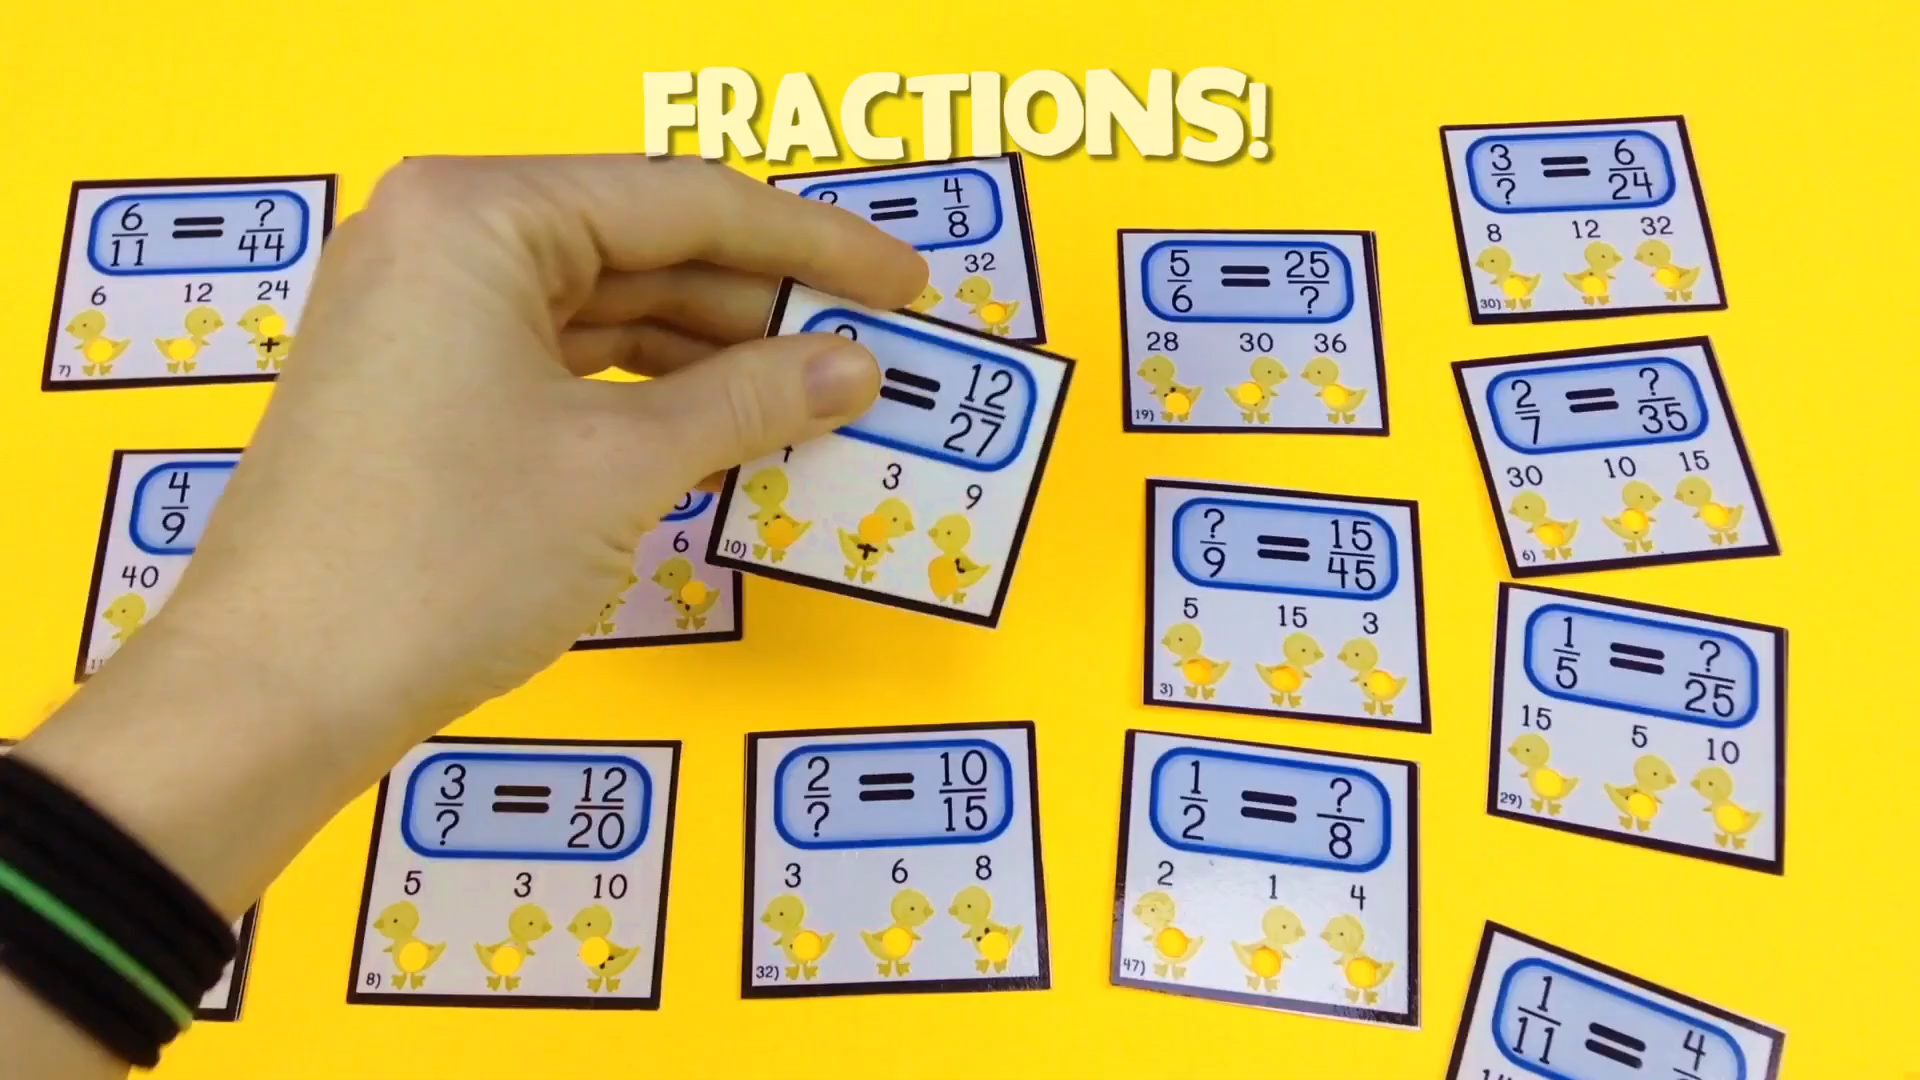 FRACTIONS!
6/11 = ?/44
6 12 24
7)
= 4/8
32
5/6 = 25/?
28 30 36
19)
3/? = 6/24
8 12 32
30)
= 12/27
3 9
10)
2/7 = ?/35
30 10 15
6)
4/9
40
6
?/9 = 15/45
5 15 3
3)
1/5 = ?/25
15 5 10
29)
3/? = 12/20
5 3 10
8)
2/? = 10/15
3 6 8
32)
1/2 = ?/8
2 1 4
47)
1/11 = 4